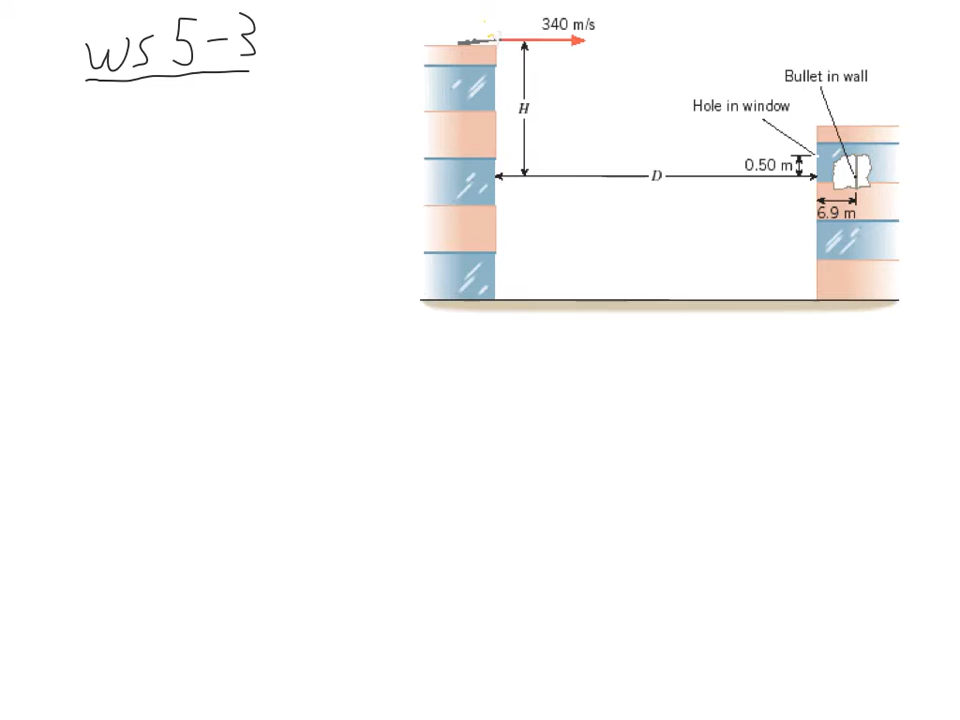 WS 5-3
340 m/s
H
Bullet in wall
Hole in window
0.50 m
D
6.9 m